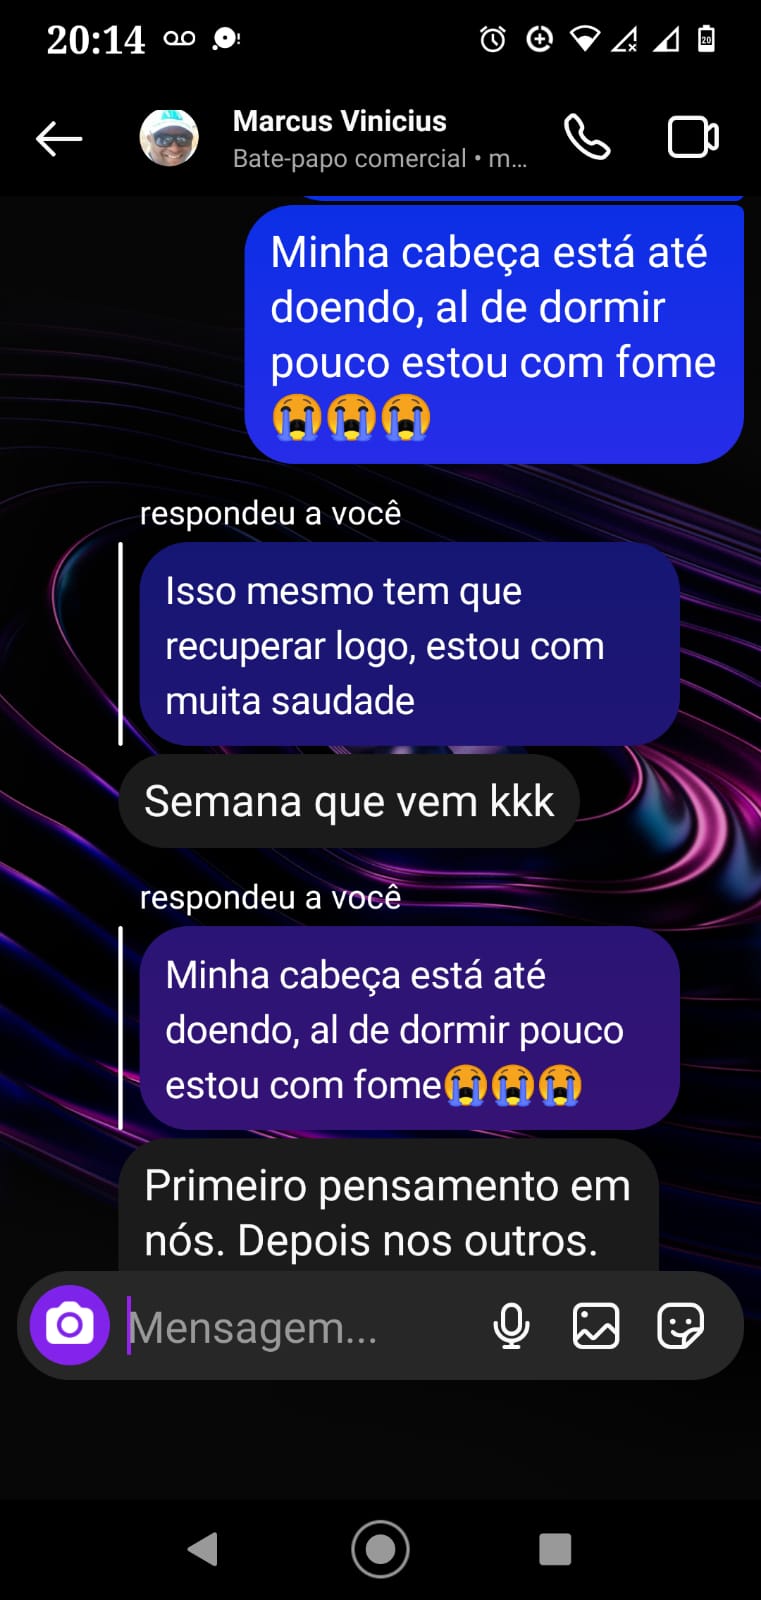 20:14
20
Marcus Vinicius
Bate-papo comercial • m...
Minha cabeça está até
doendo, al de dormir
pouco estou com fome
😭😭😭
respondeu a você
Isso mesmo tem que
recuperar logo, estou com
muita saudade
Semana que vem kkk
respondeu a você
Minha cabeça está até
doendo, al de dormir pouco
estou com fome😭😭😭
Primeiro pensamento em
nós. Depois nos outros.
Mensagem...